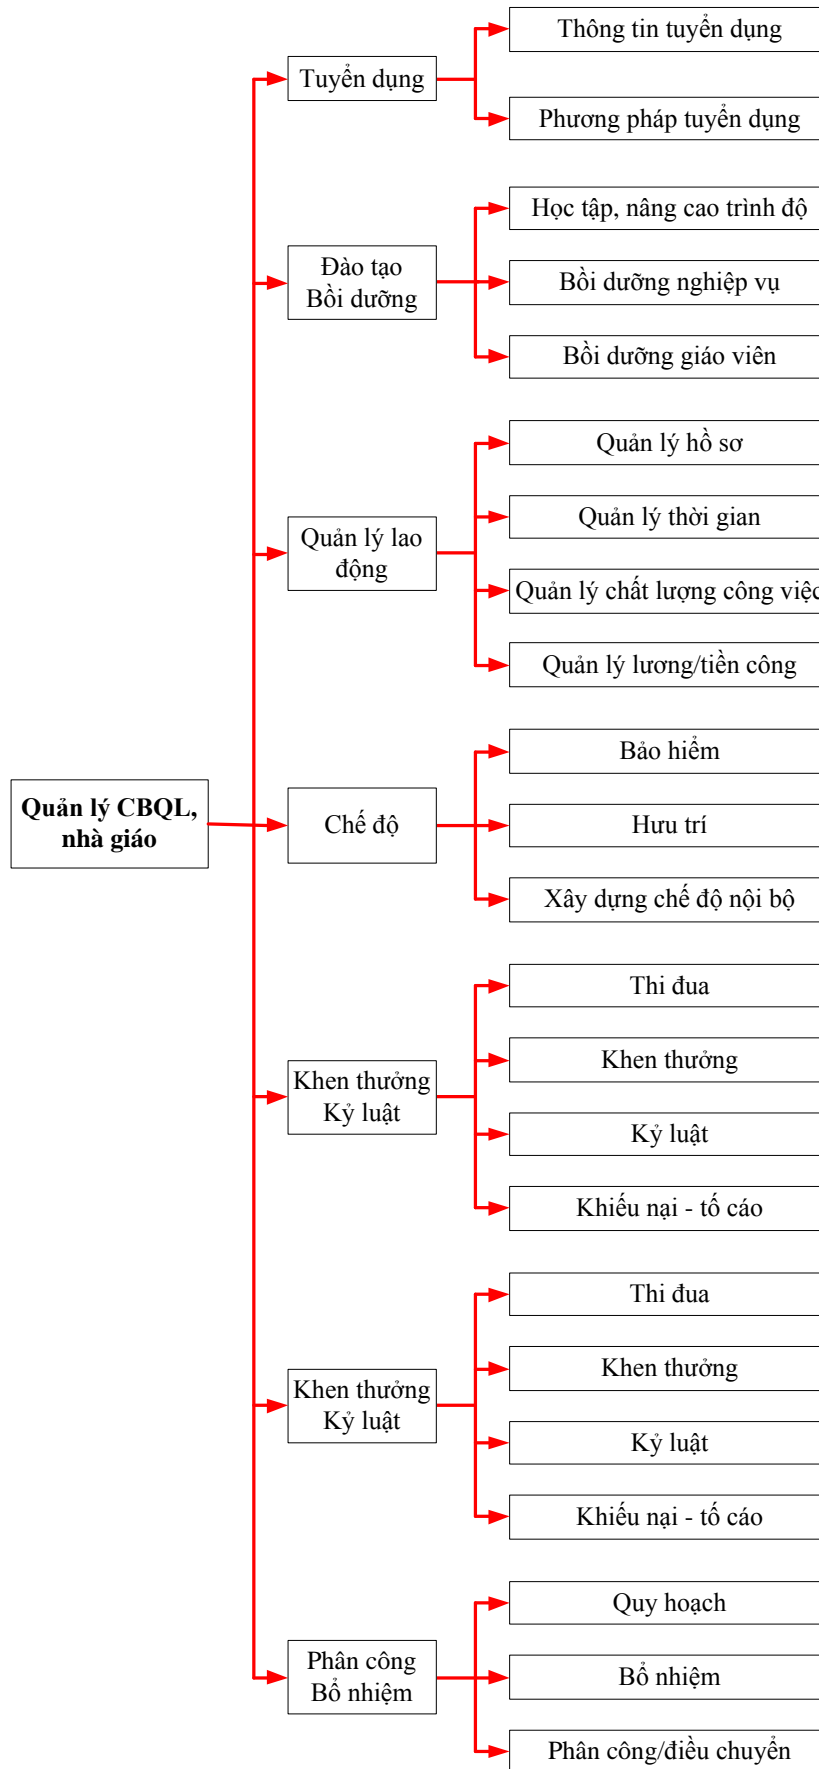 Thông tin tuyển dụng
Tuyển dụng
Phương pháp tuyển dụng
Học tập, nâng cao trình độ
Đào tạo
Bồi dưỡng
Bồi dưỡng nghiệp vụ
Bồi dưỡng giáo viên
Quản lý hồ sơ
Quản lý thời gian
Quản lý lao
động
Quản lý chất lượng công việc
Quản lý lương/tiền công
Bảo hiểm
Quản lý CBQL,
nhà giáo
Chế độ
Hưu trí
Xây dựng chế độ nội bộ
Thi đua
Khen thưởng
Khen thưởng
Kỷ luật
Kỷ luật
Khiếu nại - tố cáo
Thi đua
Khen thưởng
Khen thưởng
Kỷ luật
Kỷ luật
Khiếu nại - tố cáo
Quy hoạch
Phân công
Bổ nhiệm
Bổ nhiệm
Phân công/điều chuyển